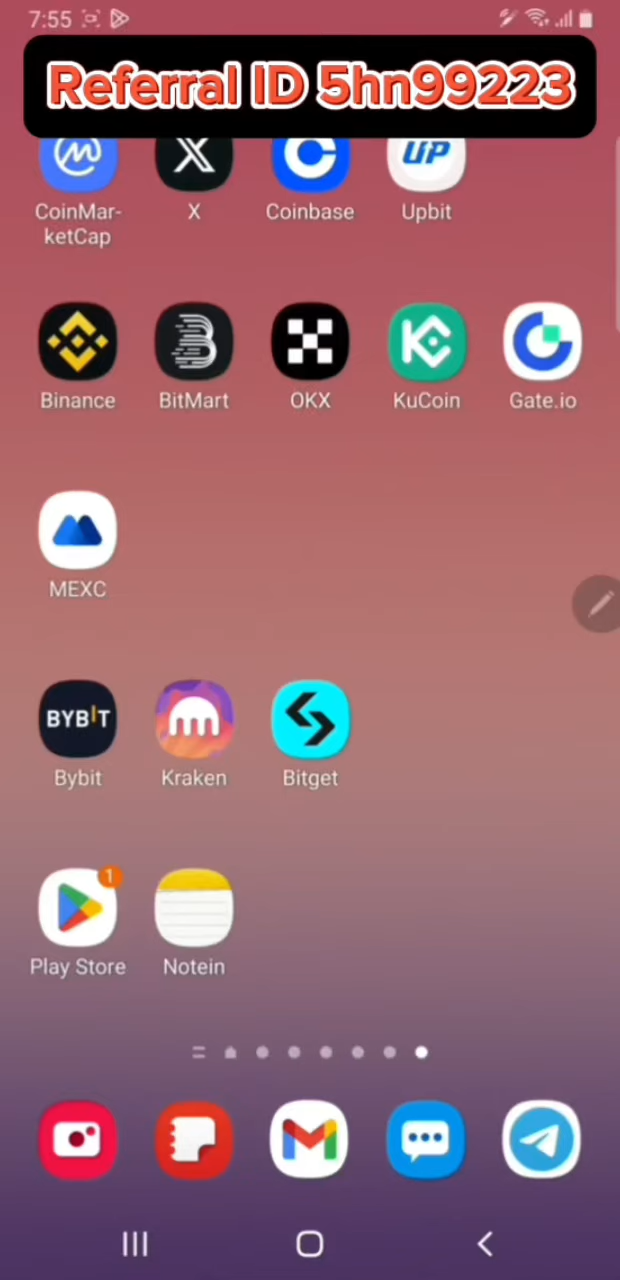 7:55
Referral ID 5hn99223
CoinMar-
ketCap
X
Coinbase
UP
Upbit
Binance
BitMart
OKX
KuCoin
Gate.io
MEXC
BYBIT
Bybit
Kraken
Bitget
1
Play Store
Notein